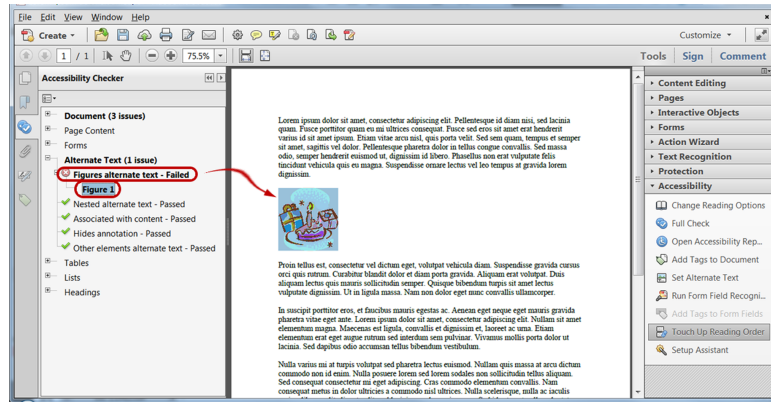 File Edit View Window Help
Create Customize
1 / 1 75.5% Tools Sign Comment
Accessibility Checker
Document (3 issues)
Page Content
Forms
Alternate Text (1 issue)
Figures alternate text - Failed
Figure 1
Nested alternate text - Passed
Associated with content - Passed
Hides annotation - Passed
Other elements alternate text - Passed
Tables
Lists
Headings
Lorem ipsum dolor sit amet, consectetur adipiscing elit. Pellentesque id diam nisi, sed lacinia
quam. Fusce porttitor quam eu mi ultrices consequat. Fusce sed eros sit amet erat hendrerit
varius id sit amet ipsum. Etiam vitae arcu nisl, quis porta velit. Sed sem quam, tempus et semper
sit amet, sagittis vel dolor. Pellentesque pharetra dolor in tellus congue convallis. Sed massa
odio, semper hendrerit euismod ut, dignissim id libero. Phasellus non erat vulputate felis
tincidunt vehicula quis eu magna. Suspendisse ornare lectus vel leo tempus at gravida lorem
dignissim.
Proin tellus est, consectetur vel dictum eget, volutpat vehicula diam. Suspendisse gravida cursus
orci quis rutrum. Curabitur blandit dolor et diam porta gravida. Aliquam erat volutpat. Duis
aliquam lectus quis mauris sollicitudin semper. Quisque bibendum turpis sit amet lectus
vulputate dignissim. Ut in ligula massa. Nam non dolor eget nunc convallis ullamcorper.
In suscipit porttitor eros, et faucibus mauris egestas ac. Aenean eget neque eget mauris gravida
pharetra vitae eget ante. Lorem ipsum dolor sit amet, consectetur adipiscing elit. Nullam sit amet
elementum magna. Maecenas est ligula, convallis et dignissim et, laoreet ac urna. Etiam
elementum erat eget augue rutrum sed interdum sem pulvinar. Vivamus mollis porta dolor ut
lacinia. Sed dapibus odio accumsan tellus bibendum vestibulum.
Nulla varius mi at turpis volutpat sed pharetra lectus euismod. Nullam quis massa at arcu dictum
commodo non id enim. Nulla posuere lorem sed lorem sodales non sollicitudin tellus aliquam.
Sed consequat consectetur mi eget adipiscing. Cras commodo elementum convallis. Nam
consequat metus in dolor ultricies a commodo nisl ultrices. Nulla scelerisque, nulla ac iaculis
Content Editing
Pages
Interactive Objects
Forms
Action Wizard
Text Recognition
Protection
Accessibility
Change Reading Options
Full Check
Open Accessibility Rep...
Add Tags to Document
Set Alternate Text
Run Form Field Recogni...
Add Tags to Form Fields
Touch Up Reading Order
Setup Assistant